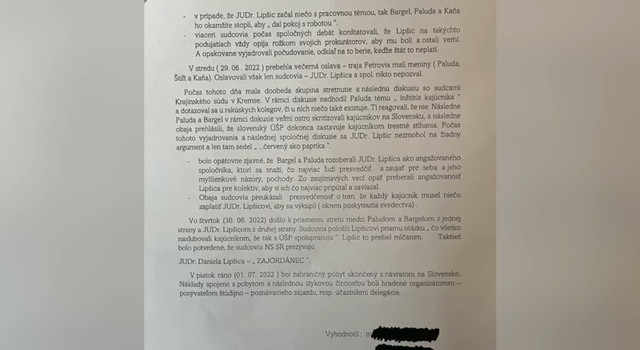 - v prípade, že JUDr. Lipšic začal niečo s pracovnou témou, tak Bargel, Paluda a Kaňa
ho okamžite stopli, aby „ dal pokoj s robotou ".
- viacerí sudcovia počas spoločných debát konštatovali, že Lipšic na takýchto
podujatiach vždy opíja rožkom svojich prokurátorov, aby mu boli a ostali verní.
A opakovane vyjadrovali počudovanie, odkiaľ na to berie, keďže štát to neplatí.
V stredu ( 29. 06 . 2022 ) prebehla večerná oslava – traja Petrovia mali meniny ( Paluda,
Štift a Kaňa). Oslavovali však len sudcovia – JUDr. Lipšica a spol. nikto nepozval.
Počas tohoto dňa mala doobeda skupina stretnutie a následnú diskusiu so sudcami
Krajinského súdu v Kremse. V rámci diskusie nadhodil Paluda tému „ inštitút kajúcnika "
a dotazoval sa u rakúskych kolegov, či u nich niečo také existuje. Tí reagovali, že nie. Následne
Paluda a Bargel v rámci diskusie veľmi ostro skritizovali kajúcnikov na Slovensku, a následne
obaja prehlásili, že slovenský ÚŠP dokonca zastavuje kajúcnikom trestné stíhania. Počas
tohoto vyjadrovania a následnej spoločnej diskusie sa JUDr. Lipšic nezmohol na žiadny
argument a len tam sedel „ ...červený ako paprika ".
- bolo opätovne zjavné, že Bargel a Paluda rozoberali JUDr. Lipšica ako angažovaného
spoločníka, ktorí sa snaží, čo najviac ľudí presvedčiť a zaujať pre seba a jeho
myšlienkové názory, pochody. Zo zaujímavých vecí opäť preberali angažovanosť
Lipšica pre kolektív, aby si ich čo najviac pripútal a zaviazal.
- Obaja sudcovia preukázali presvedčenosť o tom, že každý kajúcnik musel niečo
zaplatiť JUDr. Lipšicovi, aby sa vykúpil ( okrem poskytnutia svedectva) .
Vo štvrtok (30. 06. 2022) došlo k priamemu stretu medzi Paludom a Bargelom z jednej
strany a JUDr. Lipšicom z druhej strany. Sudcovia položili Lipšicovi priamu otázku „ čo všetko
nasľubovali kajúcnikom, že tak s ÚŠP spolupracujú ". Lipšic to prešiel mlčaním. Taktiež
bolo potvrdené, že sudcovia NS SR prezývajú
JUDR. Daniela Lipšica – „ ZAJORDÁNEC ".
V piatok ráno (01. 07. 2022 ) bol zahraničný pobyt ukončený s návratom na Slovensko.
Náklady spojené s pobytom a následnou stykovou činnosťou boli hradené organizátorom –
pozývateľom študijno – poznávacieho zájazdu, resp. účastníkmi delegácie.
Vyhodnotil :